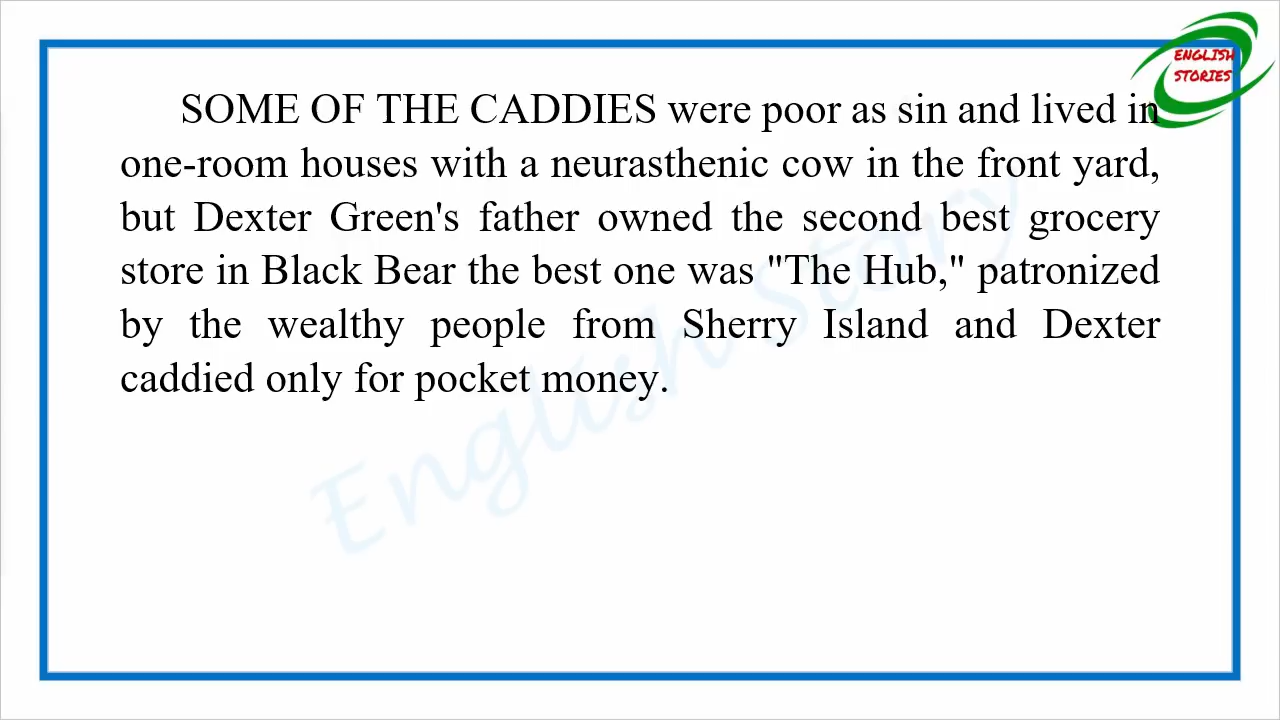 ENGLISH
STORIES
SOME OF THE CADDIES were poor as sin and lived in
one-room houses with a neurasthenic cow in the front yard,
but Dexter Green's father owned the second best grocery
store in Black Bear the best one was "The Hub," patronized
by the wealthy people from Sherry Island and Dexter
caddied only for pocket money.
English Story